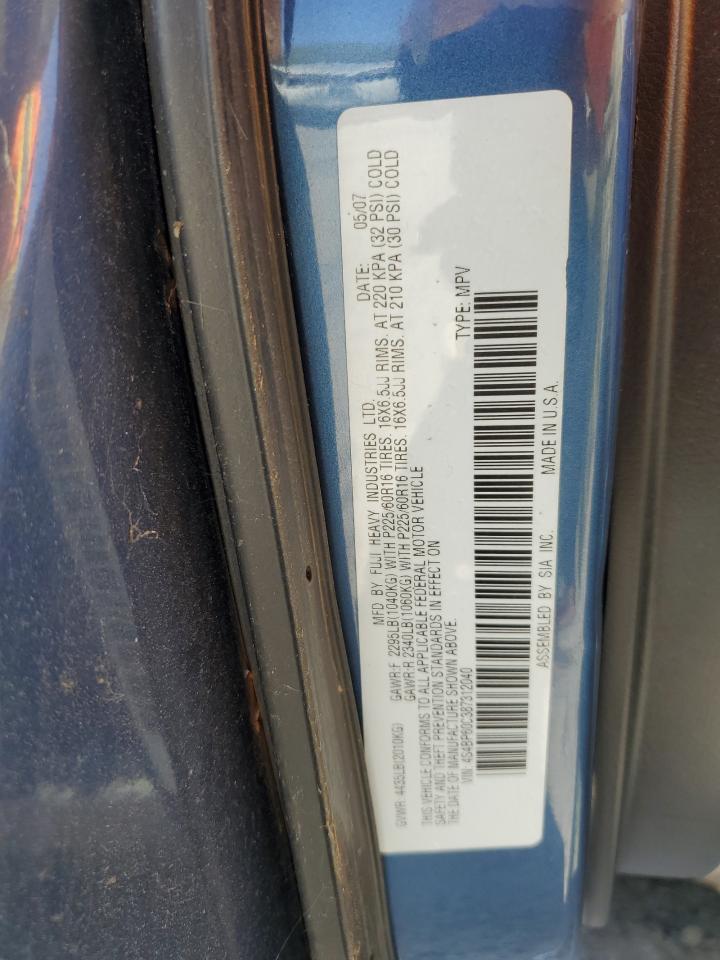 MFD BY FUJI HEAVY INDUSTRIES LTD. DATE: 05/07
GVWR: 4435LB(2010KG) GAWR:F 2295LB(1040KG) WITH P225/60R16 TIRES. 16X6.5JJ RIMS. AT 220 KPA (32 PSI) COLD
GAWR:R 2340LB(1060KG) WITH P225/60R16 TIRES. 16X6.5JJ RIMS. AT 210 KPA (30 PSI) COLD
THIS VEHICLE CONFORMS TO ALL APPLICABLE FEDERAL MOTOR VEHICLE
SAFETY AND THEFT PREVENTION STANDARDS IN EFFECT ON
THE DATE OF MANUFACTURE SHOWN ABOVE.
VIN: 4S4BP60C387312040 TYPE: MPV
ASSEMBLED BY SIA INC. MADE IN U.S.A.